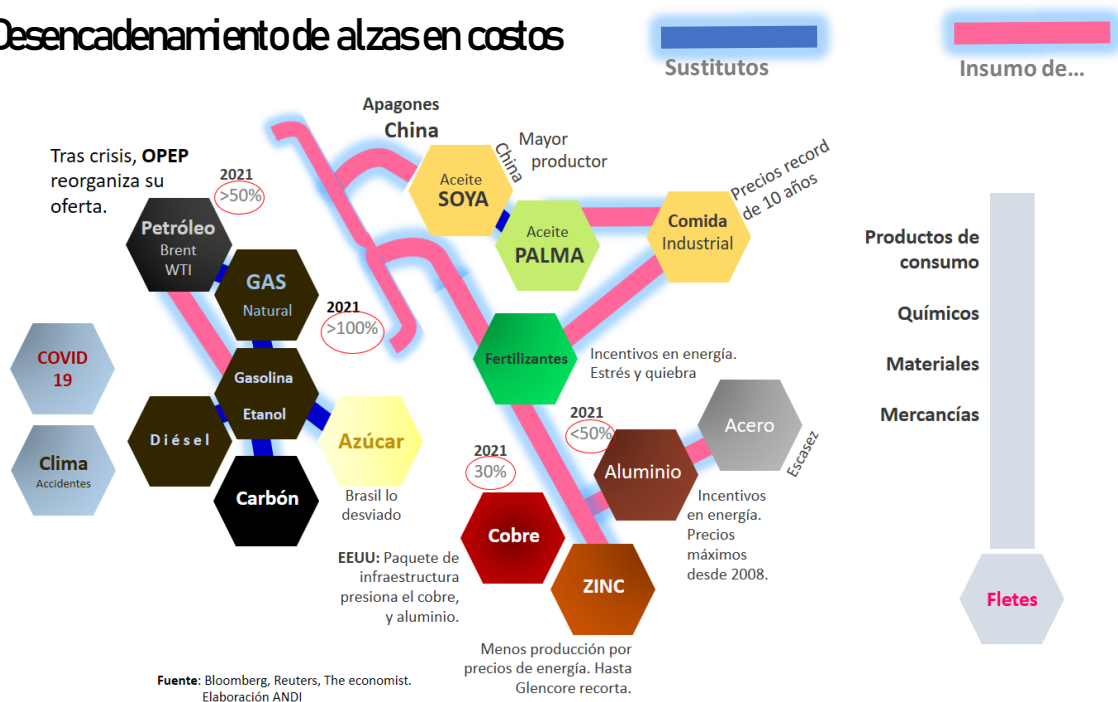 Desencadenamiento de alzas en costos
Sustitutos
Insumo de...
Apagones
China
Tras crisis, OPEP
reorganiza su
oferta.
2021
>50%
Petróleo
Brent
WTI
GAS
Natural
2021
>100%
Aceite
SOYA
China
Mayor
productor
Aceite
PALMA
Comida
Industrial
Precios record
de 10 años
COVID
19
Clima
Accidentes
Gasolina
Etanol
Diésel
Azúcar
Carbón
Brasil lo
desviado
Fertilizantes
Incentivos en energía.
Estrés y quiebra
2021
<50%
Aluminio
Acero
Escasez
Incentivos
en energía.
Precios
máximos
desde 2008.
2021
30%
Cobre
EEUU: Paquete de
infraestructura
presiona el cobre,
y aluminio.
ZINC
Menos producción por
precios de energía. Hasta
Glencore recorta.
Productos de
consumo
Químicos
Materiales
Mercancías
Fletes
Fuente: Bloomberg, Reuters, The economist.
Elaboración ANDI